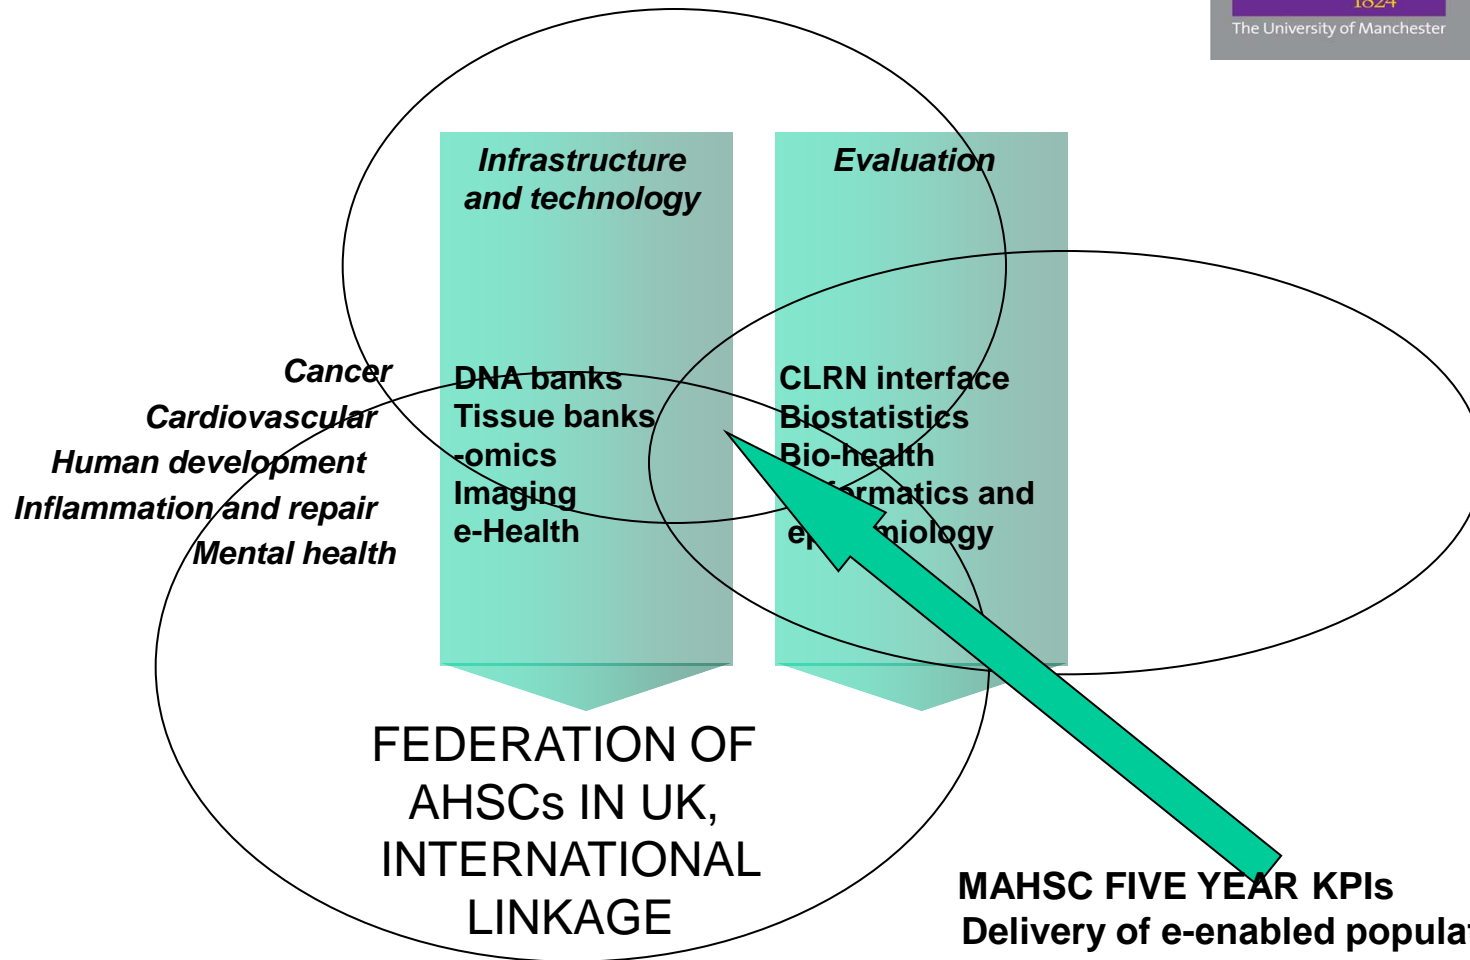 1824
The University of Manchester
Infrastructure
and technology
Evaluation
Cancer
Cardiovascular
Human development
Inflammation and repair
Mental health
DNA banks
Tissue banks
-omics
Imaging
e-Health
CLRN interface
Biostatistics
Bio-health
and
FEDERATION OF
AHSCs IN UK,
INTERNATIONAL
LINKAGE
MAHSC FIVE YEAR KPIs
Delivery of e-enabled